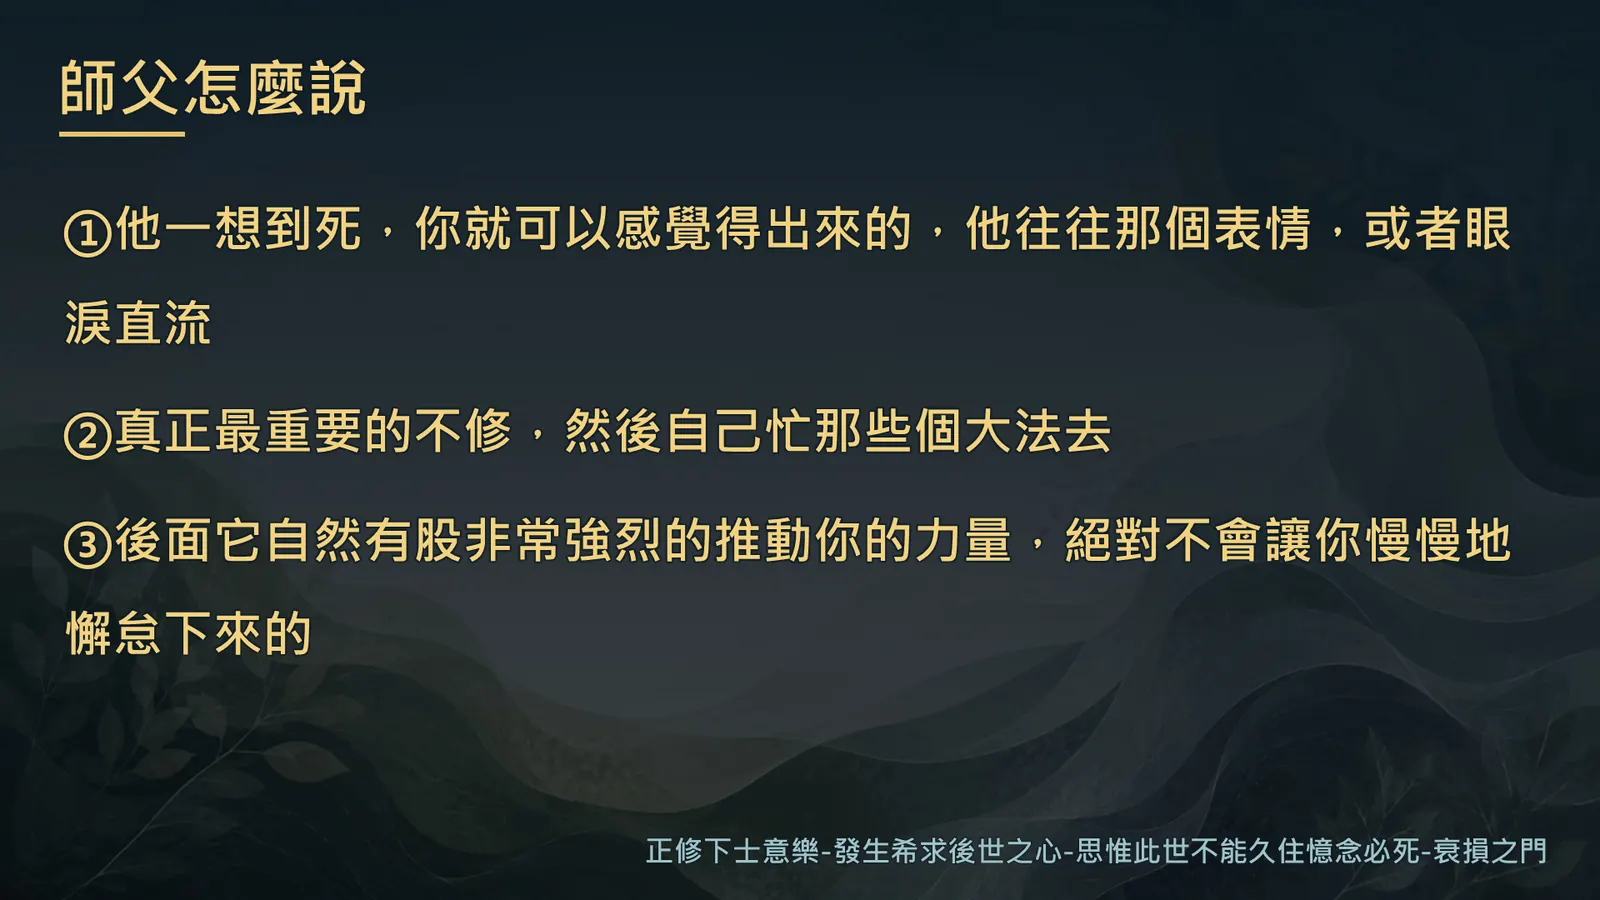 師父怎麼說
①他一想到死，你就可以感覺得出來的，他往往那個表情，或者眼
淚直流
②真正最重要的不修，然後自己忙那些個大法去
③後面它自然有股非常強烈的推動你的力量，絕對不會讓你慢慢地
懈怠下來的
正修下士意樂-發生希求後世之心-思惟此世不能久住憶念必死-衰損之門